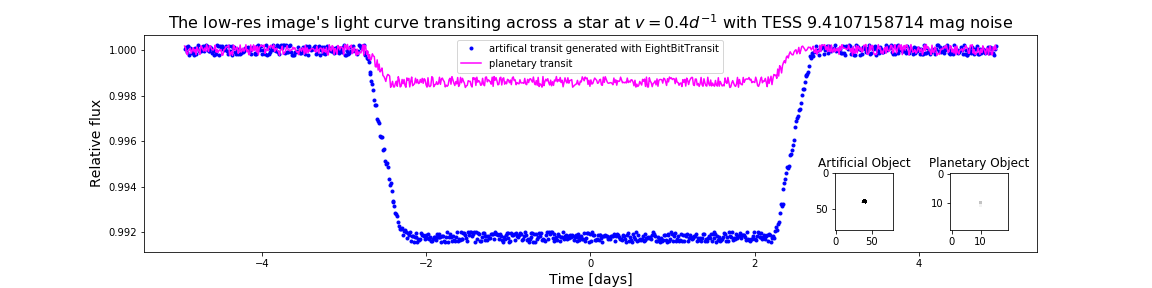 The low-res image's light curve transiting across a star at v = 0.4d⁻¹ with TESS 9.4107158714 mag noise
artifical transit generated with EightBitTransit
planetary transit
Relative flux
1.000
0.998
0.996
0.994
0.992
Artificial Object
0
50
0 50
Planetary Object
0
10
0 10
−4 −2 0 2 4
Time [days]